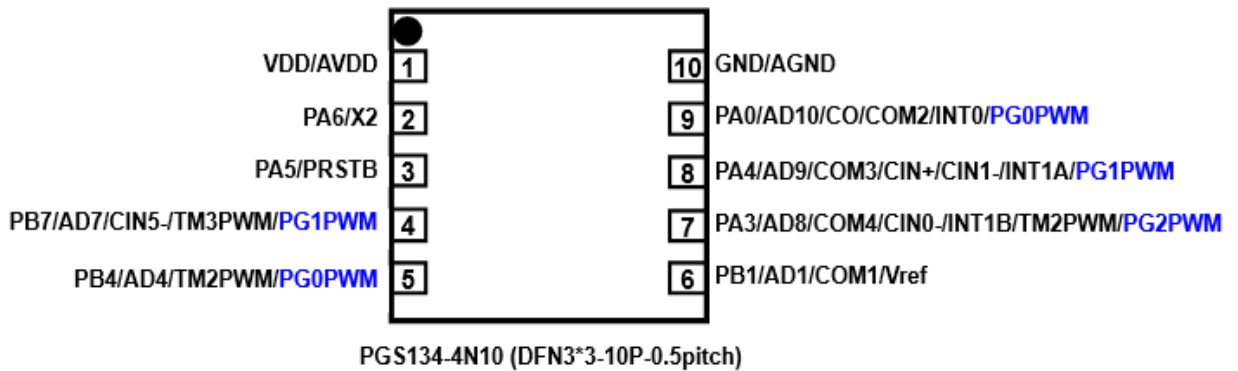 VDD/AVDD 1 10 GND/AGND
PA6/X2 2 9 PA0/AD10/CO/COM2/INT0/PG0PWM
PA5/PRSTB 3 8 PA4/AD9/COM3/CIN+/CIN1-/INT1A/PG1PWM
PB7/AD7/CIN5-/TM3PWM/PG1PWM 4 7 PA3/AD8/COM4/CIN0-/INT1B/TM2PWM/PG2PWM
PB4/AD4/TM2PWM/PG0PWM 5 6 PB1/AD1/COM1/Vref
PGS134-4N10 (DFN3*3-10P-0.5pitch)